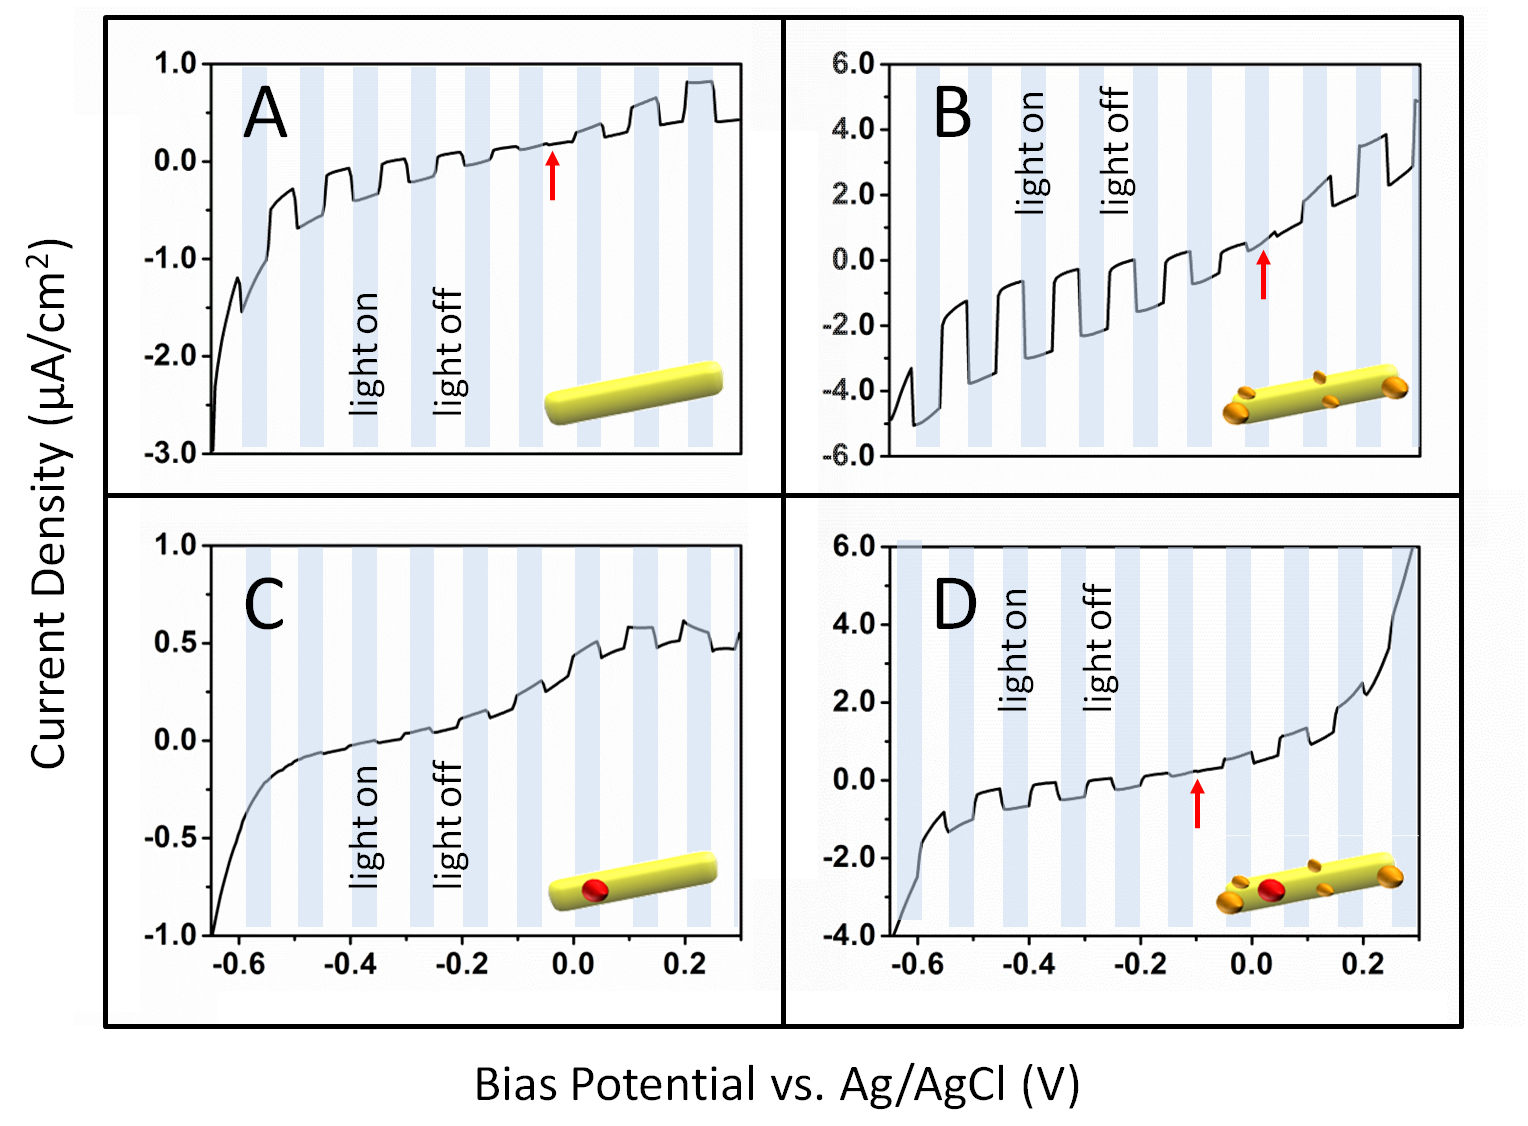 Current Density (µA/cm²)
A
1.0
0.0
-1.0
-2.0
-3.0
light on
light off
B
6.0
4.0
2.0
0.0
-2.0
-4.0
-6.0
light on
light off
C
1.0
0.5
0.0
-0.5
-1.0
light on
light off
-0.6 -0.4 -0.2 0.0 0.2
D
6.0
4.0
2.0
0.0
-2.0
-4.0
light on
light off
-0.6 -0.4 -0.2 0.0 0.2
Bias Potential vs. Ag/AgCl (V)